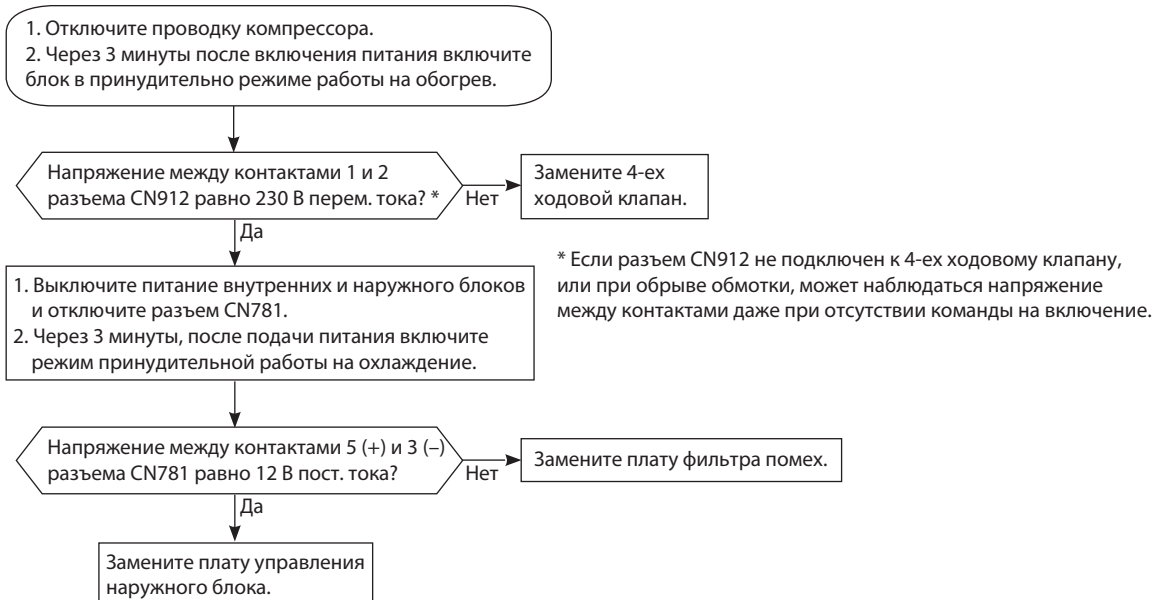 1. Отключите проводку компрессора.
2. Через 3 минуты после включения питания включите
блок в принудительно режиме работы на обогрев.
Напряжение между контактами 1 и 2
разъема CN912 равно 230 В перем. тока? *
Нет
Замените 4-ех
ходовой клапан.
Да
* Если разъем CN912 не подключен к 4-ех ходовому клапану,
или при обрыве обмотки, может наблюдаться напряжение
между контактами даже при отсутствии команды на включение.
1. Выключите питание внутренних и наружного блоков
и отключите разъем CN781.
2. Через 3 минуты, после подачи питания включите
режим принудительной работы на охлаждение.
Напряжение между контактами 5 (+) и 3 (–)
разъема CN781 равно 12 В пост. тока?
Нет
Замените плату фильтра помех.
Да
Замените плату управления
наружного блока.